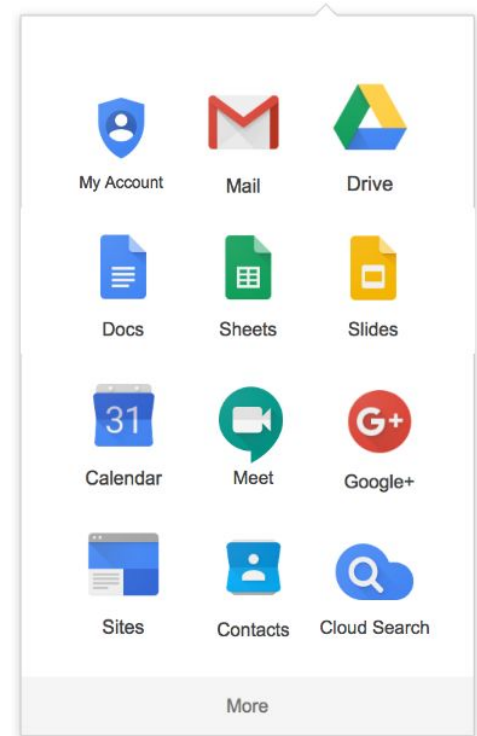 My Account Mail Drive
Docs Sheets Slides
31 G+
Calendar Meet Google+
Sites Contacts Cloud Search
More